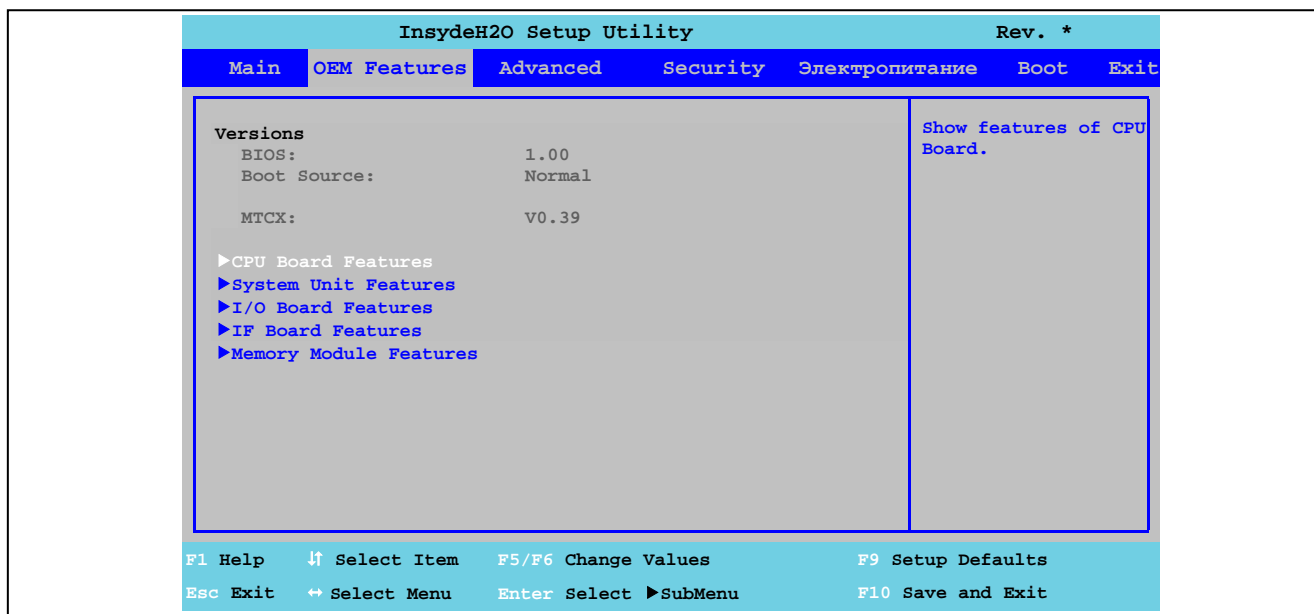 InsydeH2O Setup Utility Rev. *
Main OEM Features Advanced Security Электропитание Boot Exit
Versions
BIOS: 1.00
Boot Source: Normal
MTCX: V0.39
▶CPU Board Features
▶System Unit Features
▶I/O Board Features
▶IF Board Features
▶Memory Module Features
Show features of CPU
Board.
F1 Help ↓↑ Select Item F5/F6 Change Values F9 Setup Defaults
Esc Exit ↔ Select Menu Enter Select ▶SubMenu F10 Save and Exit